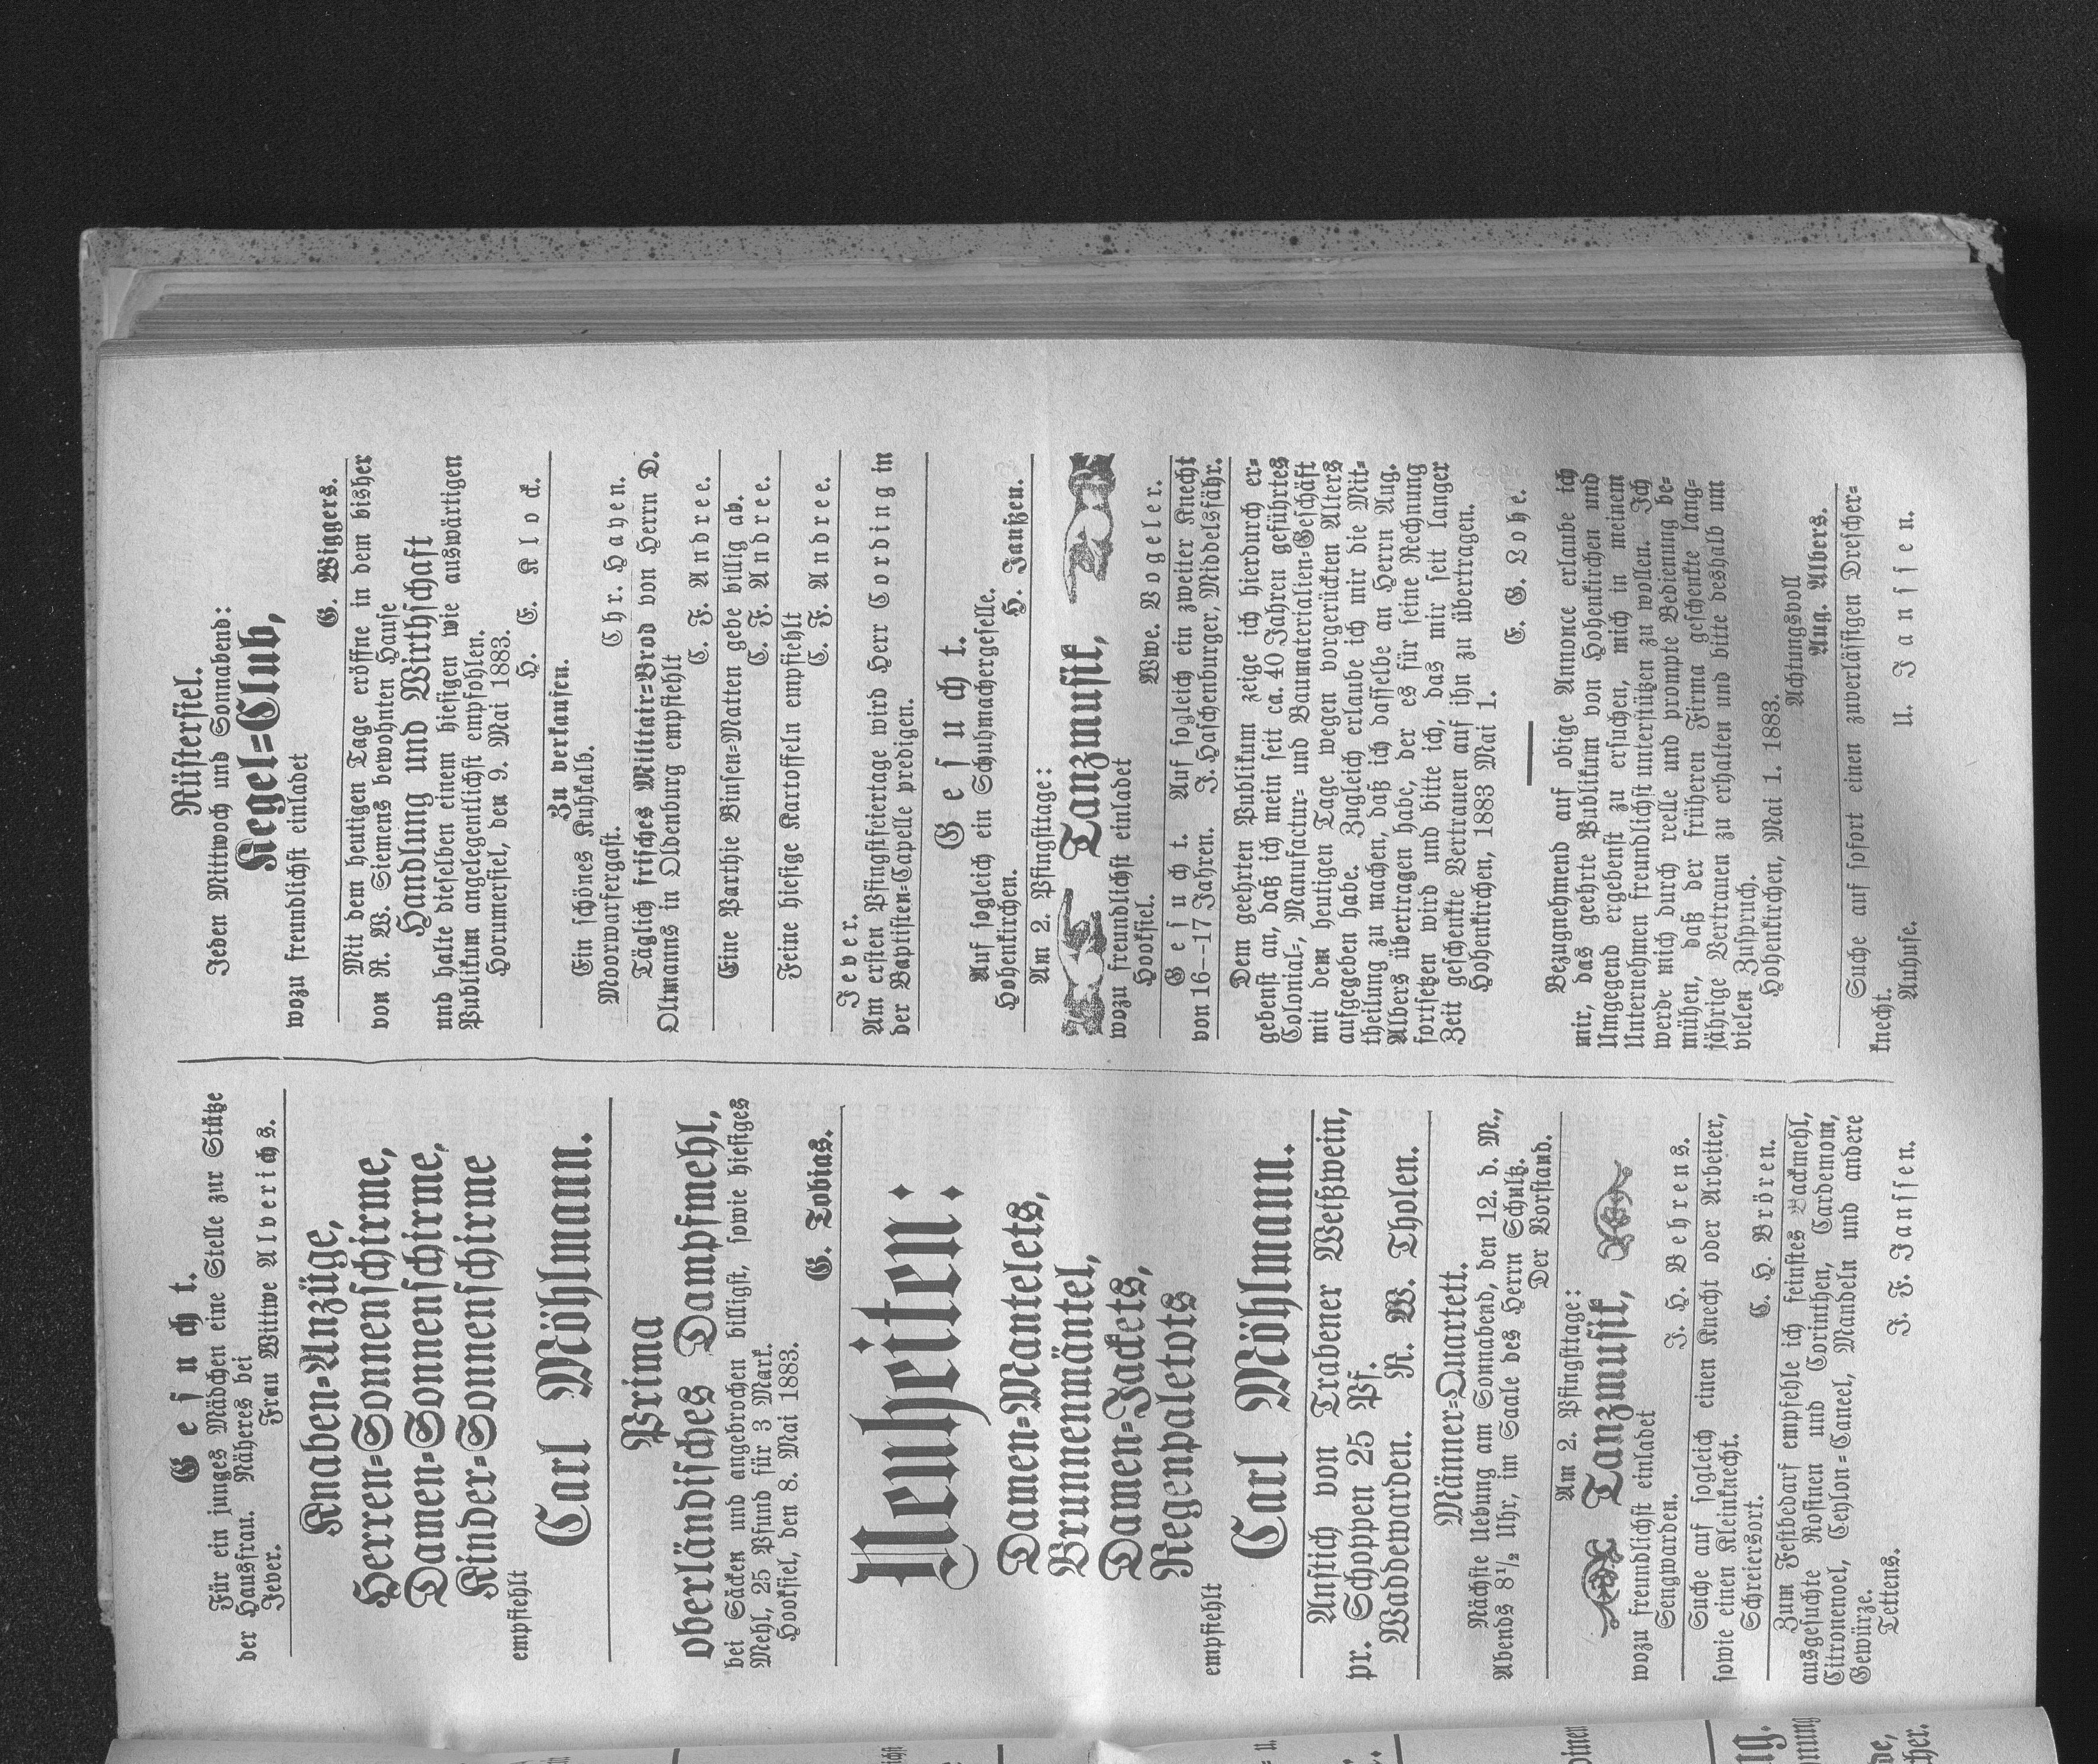 Gesucht.
Für ein junges Mädchen eine Stelle zur Stütze
der Hausfrau. Näheres bei
Jever. Frau Wittwe Alberichs.
Knaben-Anzüge,
Herren-Sonnenschirme,
Damen-Sonnenschirme,
Kinder-Sonnenschirme
empfiehlt
Carl Möhlmann.
Prima
oberländisches Dampfmehl,
bei Säcken und angebrochen billigst, sowie hiesiges
Mehl, 25 Pfund für 3 Mark.
Hooksiel, den 8. Mai 1883.
G. Tobias.
Neuheiten:
Damen-Mantelets,
Brunnenmäntel,
Damen-Jackets,
Regenpaletots
empfiehlt
Carl Möhlmann.
Anstich von Trabener Weißwein,
pr. Schoppen 25 Pf.
Waddewarden. R. W. Tholen.
Männer-Quartett.
Nächste Uebung am Sonnabend, den 12. d. M.,
Abends 8½ Uhr, im Saale des Herrn Schultz.
Der Vorstand.
Am 2. Pfingsttage:
Tanzmusik,
wozu freundlichst einladet
Sengwarden. J. H. Behrens.
Suche auf sogleich einen Knecht oder Arbeiter,
sowie einen Kleinknecht.
Schreiersort. C. H. Brören.
Zum Festbedarf empfehle ich feinstes Backmehl,
ausgesuchte Rosinen und Corinthen, Cardemom,
Citronenoel, Ceylon-Caneel, Mandeln und andere
Gewürze.
Tettens. J. F. Janssen.
Rüstersiel.
Jeden Mittwoch und Sonnabend:
Kegel-Club,
wozu freundlichst einladet
G. Wiggers.
Mit dem heutigen Tage eröffne in dem bisher
von R. W. Siemens bewohnten Hause
Handlung und Wirthschaft
und halte dieselben einem hiesigen wie auswärtigen
Publikum angelegentlichst empfohlen.
Horumersiel, den 9. Mai 1883.
H. E. Klock.
Zu verkaufen.
Ein schönes Kuhkalb.
Moorwarfergast. Chr. Hayen.
Täglich frisches Militair-Brod von Herrn D.
Oltmanns in Oldenburg empfiehlt
C. F. Andree.
Eine Parthie Binsen-Matten gebe billig ab.
C. F. Andree.
Feine hiesige Kartoffeln empfiehlt
C. F. Andree.
Jever.
Am ersten Pfingstfeiertage wird Herr Cording in
der Baptisten-Capelle predigen.
Gesucht.
Auf sogleich ein Schuhmachergeselle.
Hohenkirchen. H. Janßen.
Am 2. Pfingsttage:
Tanzmusik,
wozu freundlichst einladet
Hooksiel. Wwe. Vogeler.
Gesucht. Auf sogleich ein zweiter Knecht
von 16--17 Jahren. J. Haschenburger, Middelsfähr.
Dem geehrten Publikum zeige ich hierdurch er-
gebenst an, daß ich mein seit ca. 40 Jahren geführtes
Colonial-, Manufactur- und Baumaterialien-Geschäft
mit dem heutigen Tage wegen vorgerückten Alters
aufgegeben habe. Zugleich erlaube ich mir die Mit-
theilung zu machen, daß ich dasselbe an Herrn Aug.
Albers übertragen habe, der es für seine Rechnung
fortsetzen wird und bitte ich, das mir seit langer
Zeit geschenkte Vertrauen auf ihn zu übertragen.
Hohenkirchen, 1883 Mai 1.
E. G. Lohe.
Bezugnehmend auf obige Annonce erlaube ich
mir, das geehrte Publikum von Hohenkirchen und
Umgegend ergebenst zu ersuchen, mich in meinem
Unternehmen freundlichst unterstützen zu wollen. Ich
werde mich durch reelle und prompte Bedienung be-
mühen, daß der früheren Firma geschenkte lang-
jährige Vertrauen zu erhalten und bitte deshalb um
vielen Zuspruch.
Hohenkirchen, Mai 1. 1883.
Achtungsvoll
Aug. Albers.
Suche auf sofort einen zuverlässigen Drescher-
knecht.
Auhuse. U. Janssen.